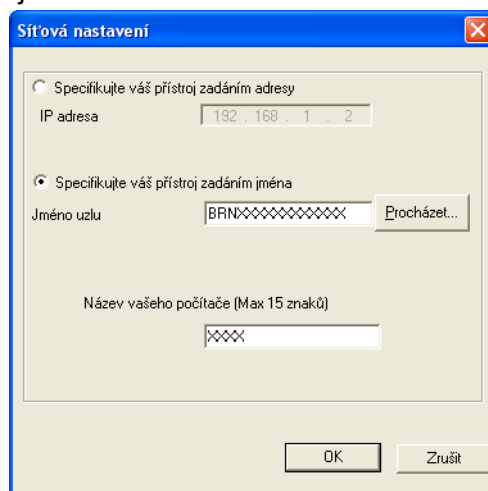 Síťová nastavení
Specifikujte váš přístroj zadáním adresy
IP adresa 192 . 168 . 1 . 2
Specifikujte váš přístroj zadáním jména
Jméno uzlu BRNXXXXXXXXXXXX Procházet...
Název vašeho počítače (Max 15 znaků)
XXXX
OK Zrušit